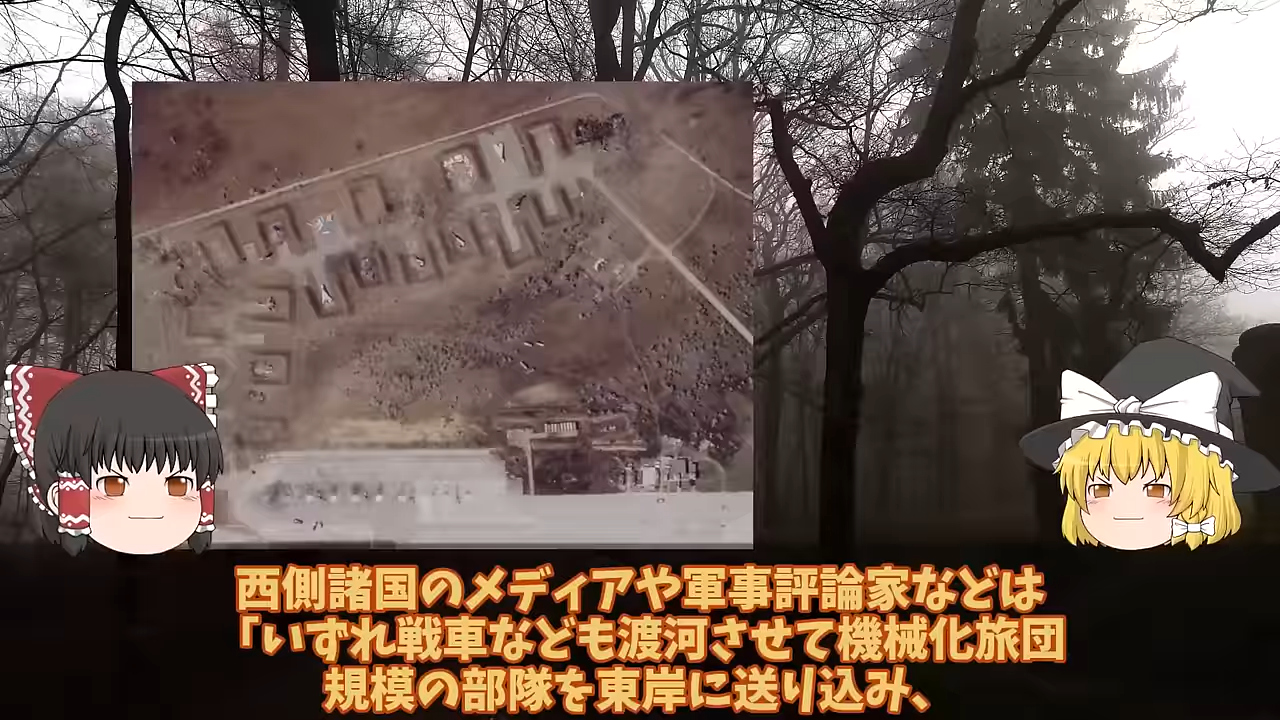 西側諸国のメディアや軍事評論家などは
「いずれ戦車なども渡河させて機械化旅団
規模の部隊を東岸に送り込み、